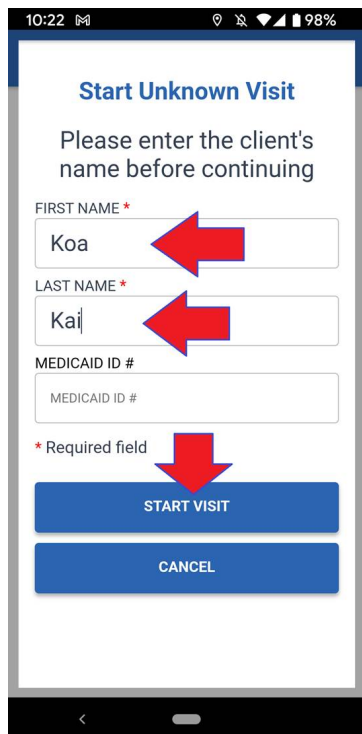 10:22 98%
Start Unknown Visit
Please enter the client's
name before continuing
FIRST NAME *
Koa
LAST NAME *
Kai
MEDICAID ID #
MEDICAID ID #
* Required field
START VISIT
CANCEL